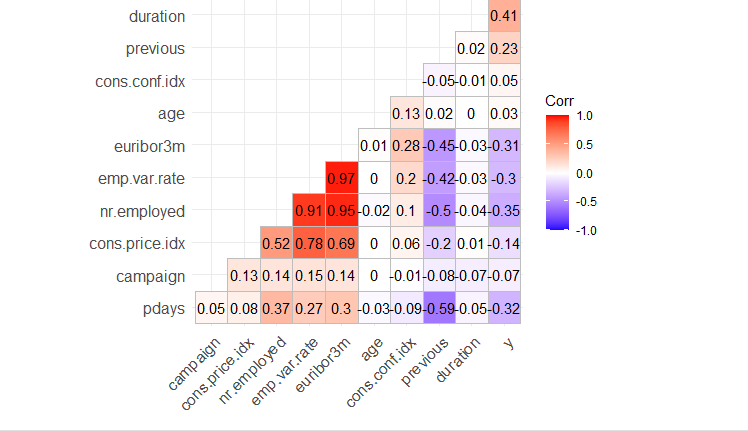 duration 0.41
previous 0.02 0.23
cons.conf.idx -0.05 -0.01 0.05
age 0.13 0.02 0 0.03
euribor3m 0.01 0.28 -0.45 -0.03 -0.31
emp.var.rate 0.97 0 0.2 -0.42 -0.03 -0.3
nr.employed 0.91 0.95 -0.02 0.1 -0.5 -0.04 -0.35
cons.price.idx 0.52 0.78 0.69 0 0.06 -0.2 0.01 -0.14
campaign 0.13 0.14 0.15 0.14 0 -0.01 -0.08 -0.07 -0.07
pdays 0.05 0.08 0.37 0.27 0.3 -0.03 -0.09 -0.59 -0.05 -0.32
campaign
cons.price.idx
nr.employed
emp.var.rate
euribor3m
age
cons.conf.idx
previous
duration
y
Corr
1.0
0.5
0.0
-0.5
-1.0